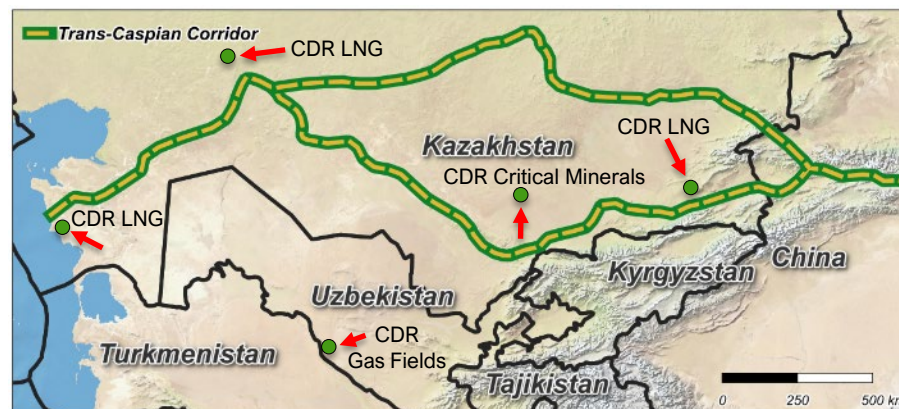 Trans-Caspian Corridor
CDR LNG
CDR LNG
Kazakhstan
CDR Critical Minerals
CDR LNG
Kyrgyzstan
China
Uzbekistan
CDR
Gas Fields
Turkmenistan
Tajikistan
0 250 500 km